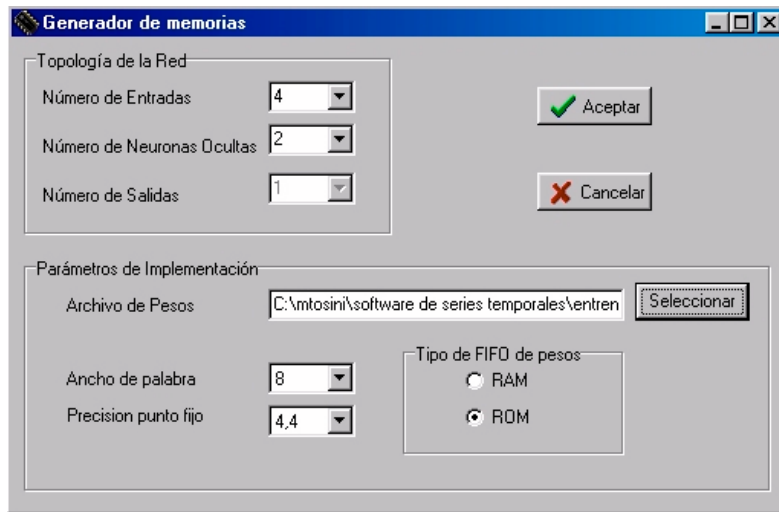 Generador de memorias
Topología de la Red
Número de Entradas 4
Número de Neuronas Ocultas 2
Número de Salidas 1
Aceptar
Cancelar
Parámetros de Implementación
Archivo de Pesos C:\mtosini\software de series temporales\entren Seleccionar
Ancho de palabra 8
Precision punto fijo 4,4
Tipo de FIFO de pesos
RAM
ROM